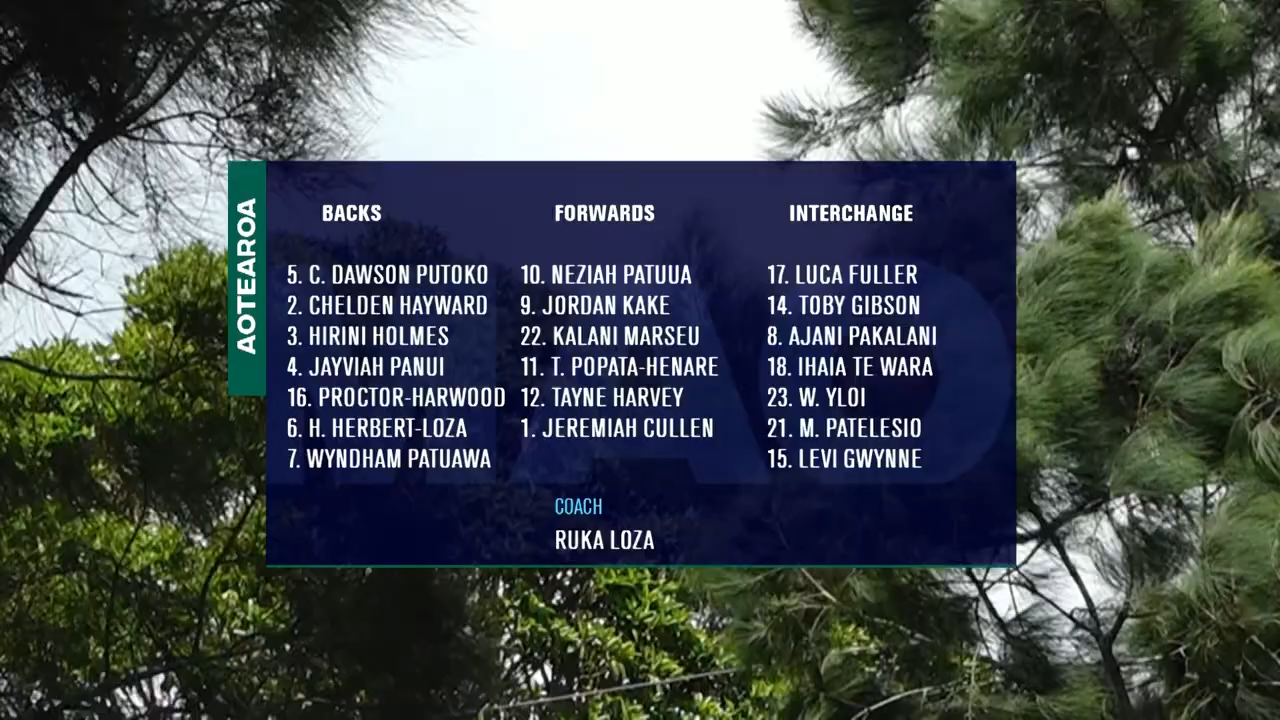 AOTEAROA
BACKS
5. C. DAWSON PUTOKO
2. CHELDEN HAYWARD
3. HIRINI HOLMES
4. JAYVIAH PANUI
16. PROCTOR-HARWOOD
6. H. HERBERT-LOZA
7. WYNDHAM PATUAWA
FORWARDS
10. NEZIAH PATUUA
9. JORDAN KAKE
22. KALANI MARSEU
11. T. POPATA-HENARE
12. TAYNE HARVEY
1. JEREMIAH CULLEN
INTERCHANGE
17. LUCA FULLER
14. TOBY GIBSON
8. AJANI PAKALANI
18. IHAIA TE WARA
23. W. YLOI
21. M. PATELESIO
15. LEVI GWYNNE
COACH
RUKA LOZA